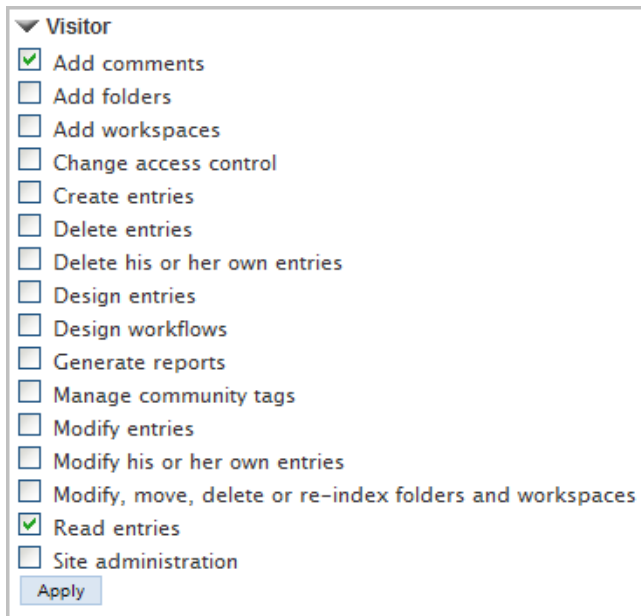 Visitor
Add comments
Add folders
Add workspaces
Change access control
Create entries
Delete entries
Delete his or her own entries
Design entries
Design workflows
Generate reports
Manage community tags
Modify entries
Modify his or her own entries
Modify, move, delete or re-index folders and workspaces
Read entries
Site administration
Apply